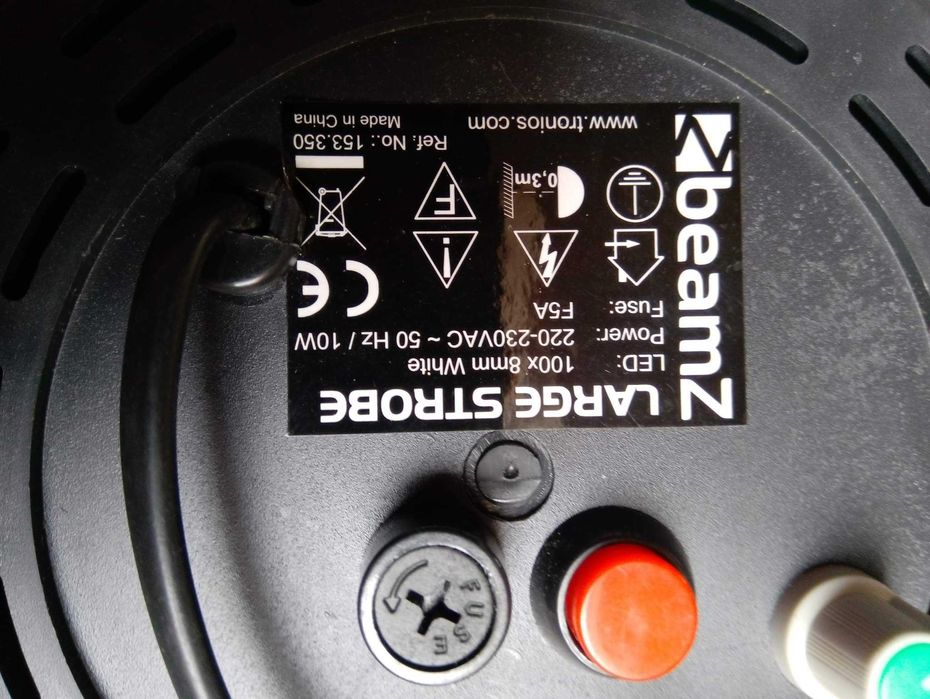 beamZ
LARGE STROBE
LED: 100x 8mm White
Power: 220-230VAC ~ 50 Hz / 10W
Fuse: F5A
CE
0,3m
F
www.tronios.com
Ref. No.: 153.350
Made in China
FUSE